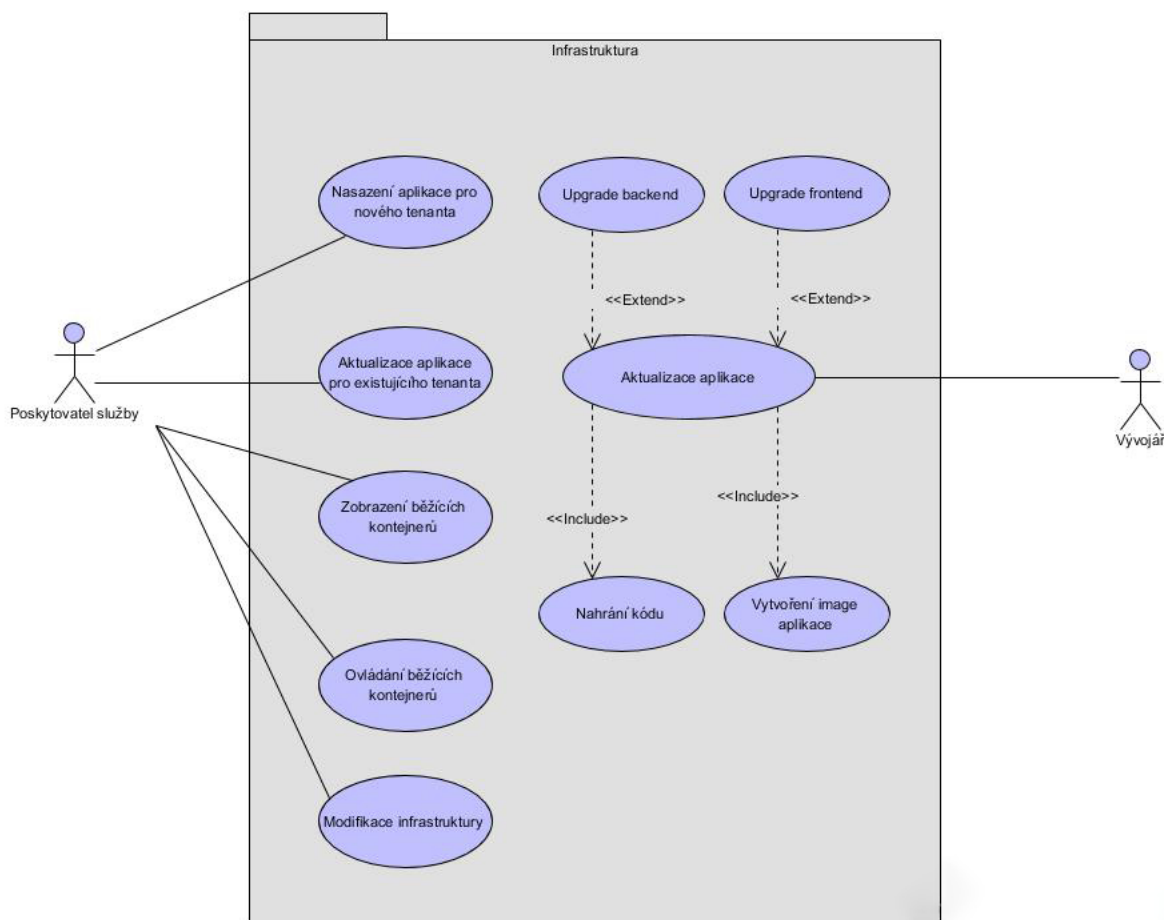 Infrastruktura
Nasazení aplikace pro
nového tenanta
Upgrade backend
Upgrade frontend
<<Extend>>
<<Extend>>
Poskytovatel služby
Aktualizace aplikace
pro existujícího tenanta
Aktualizace aplikace
Vývojář
Zobrazení běžících
kontejnerů
<<Include>>
<<Include>>
Nahrání kódu
Vytvoření image
aplikace
Ovládání běžících
kontejnerů
Modifikace infrastruktury